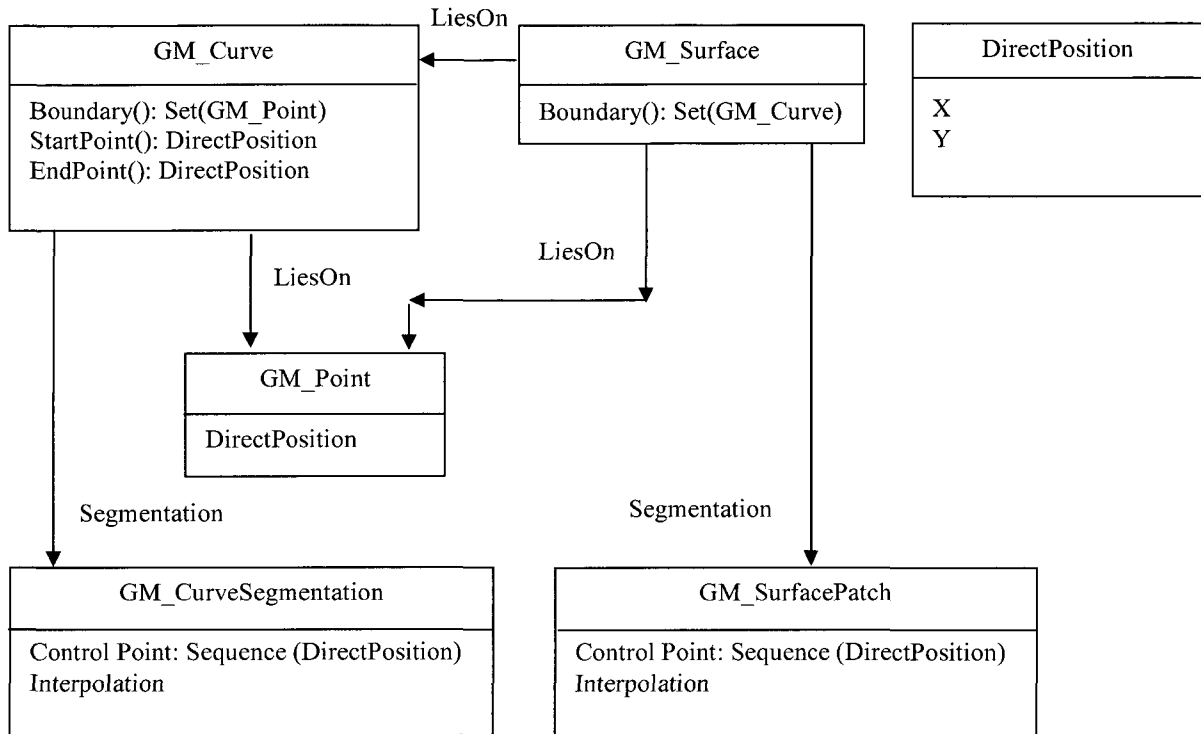 LiesOn
GM_Curve
Boundary(): Set(GM_Point)
StartPoint(): DirectPosition
EndPoint(): DirectPosition
GM_Surface
Boundary(): Set(GM_Curve)
DirectPosition
X
Y
LiesOn
LiesOn
GM_Point
DirectPosition
Segmentation
Segmentation
GM_CurveSegmentation
Control Point: Sequence (DirectPosition)
Interpolation
GM_SurfacePatch
Control Point: Sequence (DirectPosition)
Interpolation